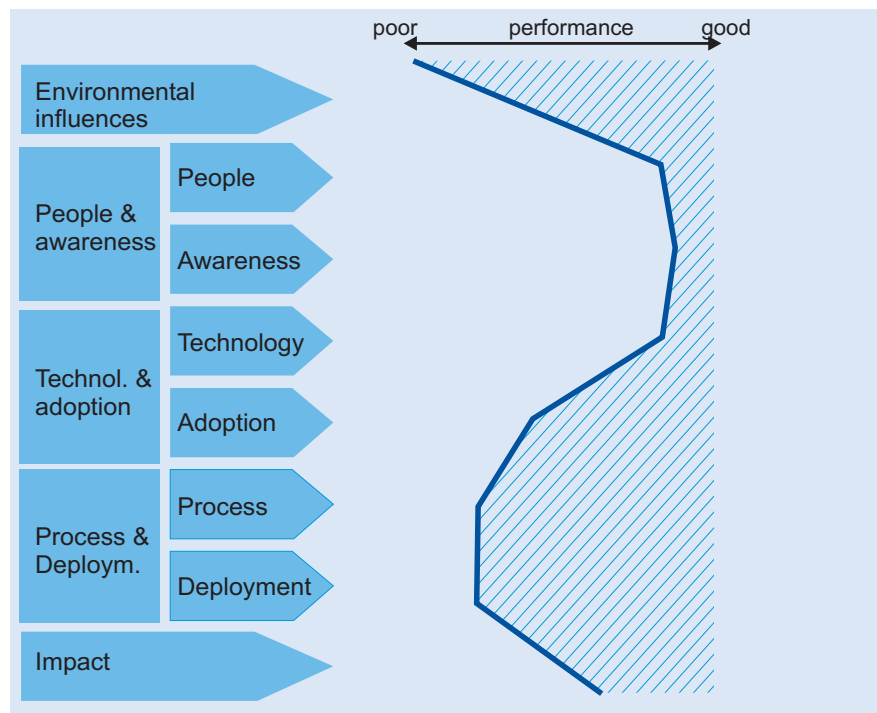 poor performance good
Environmental
influences
People &
awareness
People
Awareness
Technol. &
adoption
Technology
Adoption
Process &
Deploym.
Process
Deployment
Impact